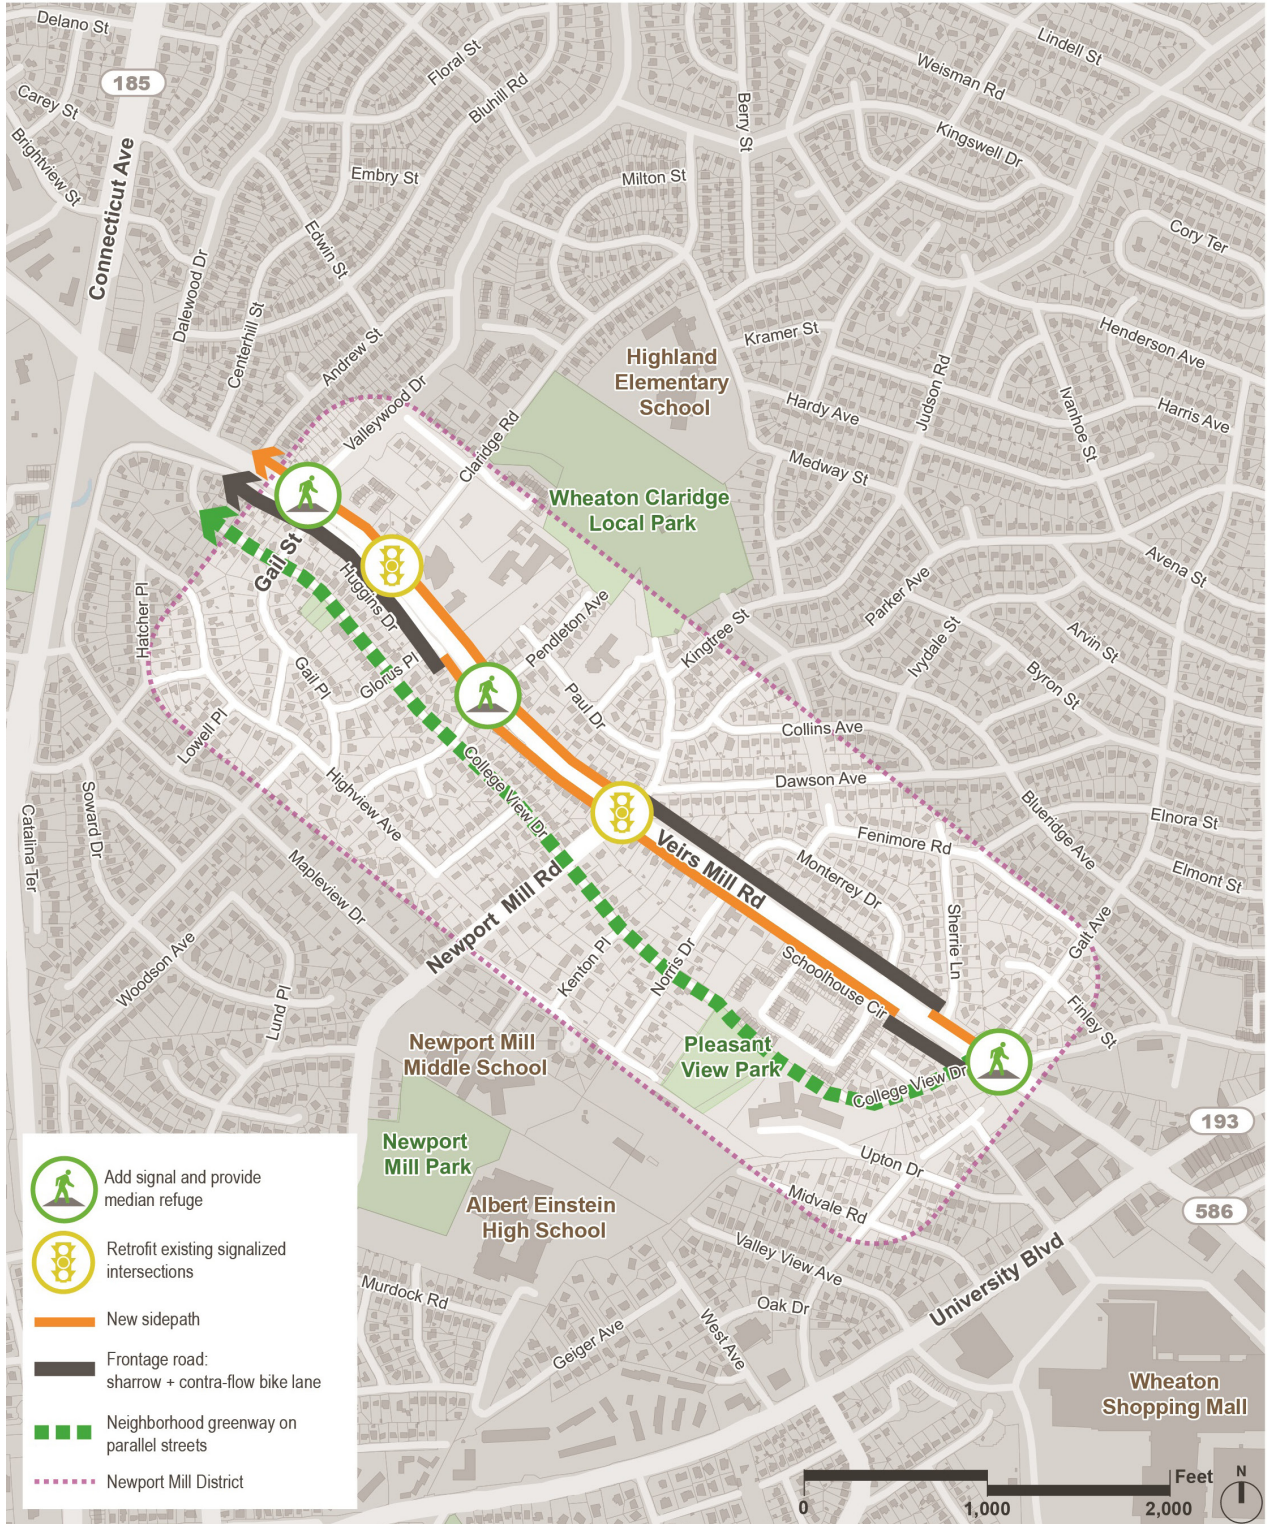 Delano St
185
Carey St
Brightview St
Connecticut Ave
Floral St
Bluhill Rd
Embry St
Edwin St
Dalewood Dr
Centerhill St
Andrew St
Berry St
Milton St
Lindell St
Weisman Rd
Kingswell Dr
Cory Ter
Henderson Ave
Kramer St
Judson Rd
Ivanhoe St
Harris Ave
Hardy Ave
Medway St
Highland
Elementary
School
Valleywood Dr
Claridge Rd
Wheaton Claridge
Local Park
Gail St
Huggins Dr
Hatcher Pl
Gail Pl
Glorus Pl
Lowell Pl
Pendleton Ave
Paul Dr
Kingtree St
Parker Ave
Ivydale St
Avena St
Arvin St
Byron St
Collins Ave
Dawson Ave
College View Dr
Highview Ave
Soward Dr
Catalina Ter
Mapleview Dr
Newport Mill Rd
Veirs Mill Rd
Monterrey Dr
Fenimore Rd
Blueridge Ave
Elnora St
Elmont St
Sherrie Ln
Galt Ave
Finley St
Schoolhouse Cir
Norris Dr
Kenton Pl
Woodson Ave
Lund Pl
Newport Mill
Middle School
Pleasant
View Park
College View Dr
193
586
Newport
Mill Park
Albert Einstein
High School
Upton Dr
Midvale Rd
Valley View Ave
University Blvd
Oak Dr
West Ave
Geiger Ave
Murdock Rd
Wheaton
Shopping Mall
Add signal and provide
median refuge
Retrofit existing signalized
intersections
New sidepath
Frontage road:
sharrow + contra-flow bike lane
Neighborhood greenway on
parallel streets
Newport Mill District
Feet
N
0
1,000
2,000